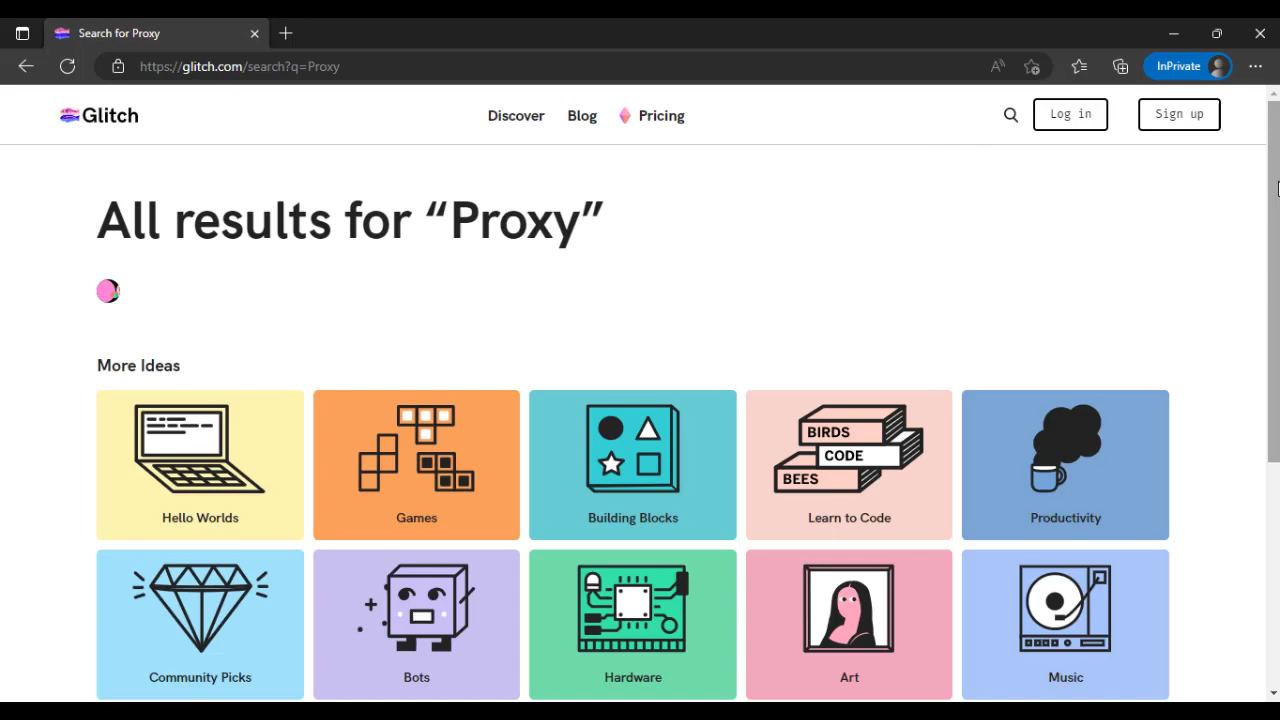 Search for Proxy
https://glitch.com/search?q=Proxy
InPrivate
Glitch
Discover
Blog
Pricing
Log in
Sign up
All results for “Proxy”
More Ideas
Hello Worlds
Games
Building Blocks
BIRDS
CODE
BEES
Learn to Code
Productivity
Community Picks
Bots
Hardware
Art
Music